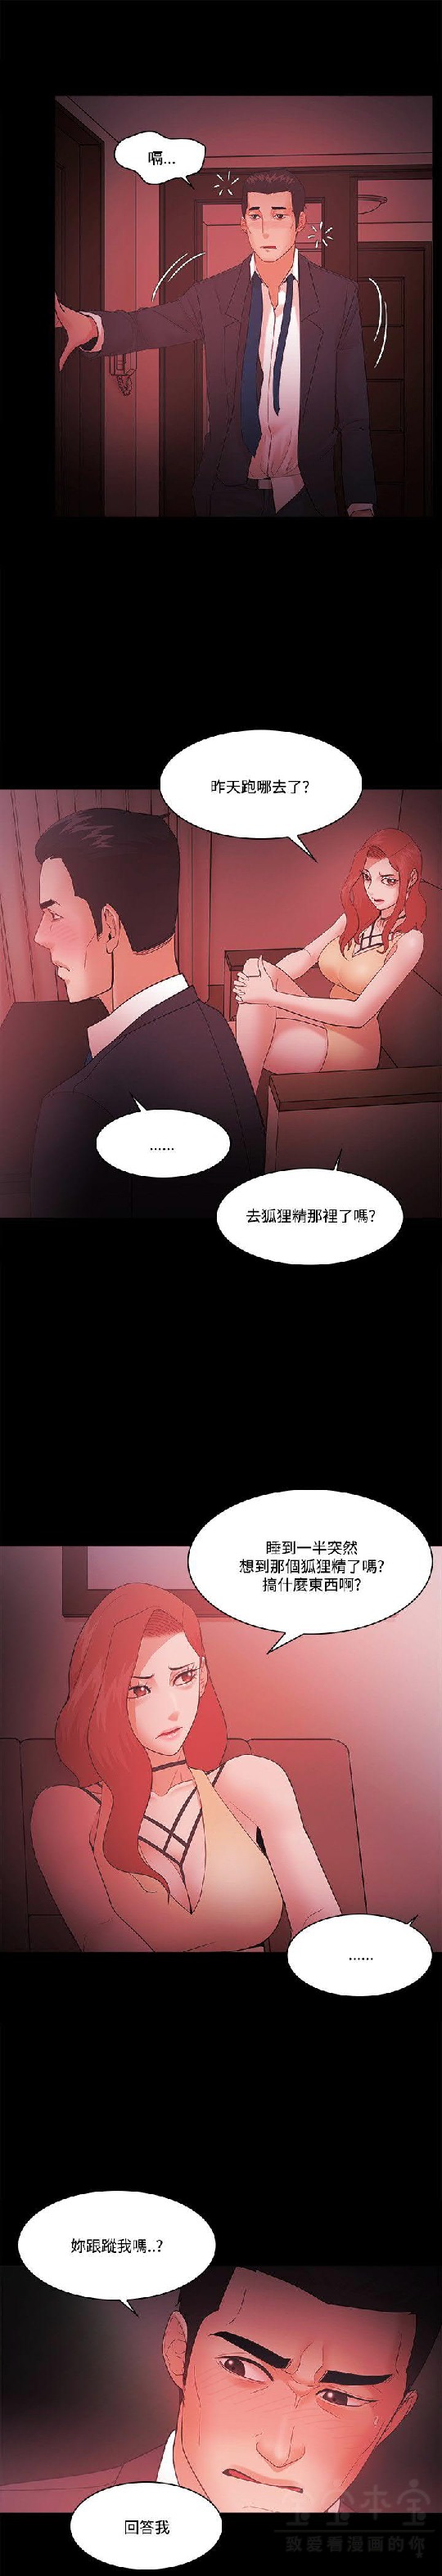 嗝...
昨天跑哪去了?
......
去狐狸精那裡了嗎?
睡到一半突然
想到那個狐狸精了嗎?
搞什麼東西啊?
......
妳跟蹤我嗎..?
回答我
致爱看漫画的你